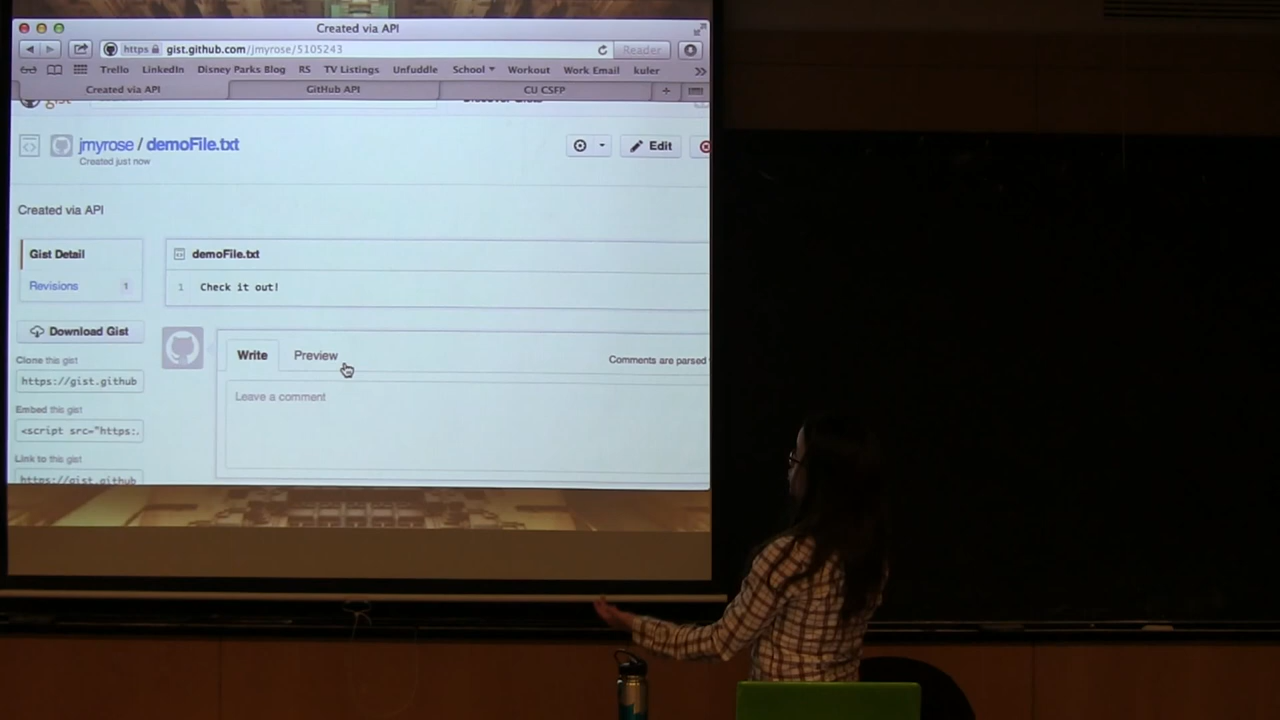 Created via API
https gist.github.com/jmyrose/5105243 Reader
Trello LinkedIn Disney Parks Blog RS TV Listings Unfuddle School Workout Work Email kuler
Created via API GitHub API CU CSFP
jmyrose / demoFile.txt
Created just now
Edit
Created via API
Gist Detail
Revisions 1
demoFile.txt
1 Check it out!
Download Gist
Clone this gist
https://gist.github
Embed this gist
<script src="https:.
Link to this gist
https://gist.github
Write Preview
Comments are parsed
Leave a comment